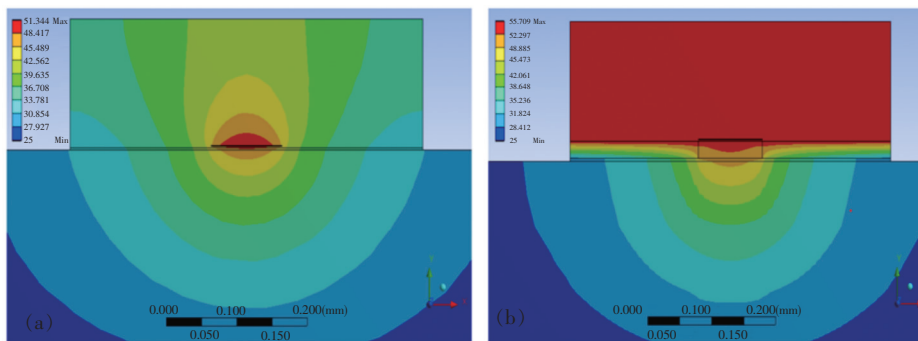 51.344 Max
48.417
45.489
42.562
39.635
36.708
33.781
30.854
27.927
25 Min
0.000 0.100 0.200(mm)
0.050 0.150
(a)
55.709 Max
52.297
48.885
45.473
42.061
38.648
35.236
31.824
28.412
25 Min
0.000 0.100 0.200(mm)
0.050 0.150
(b)